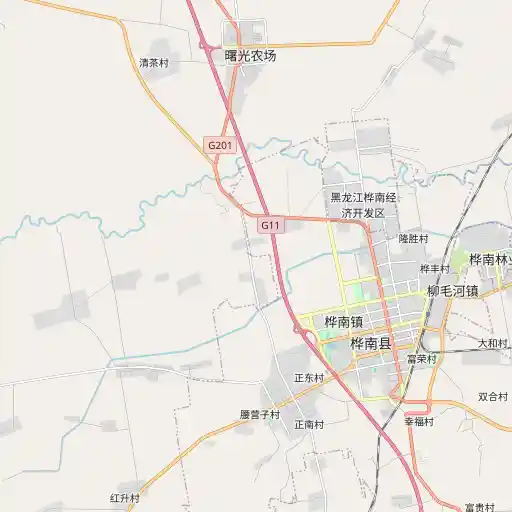 曙光农场
清茶村
G201
黑龙江桦南经
济开发区
G11
隆胜村
桦南林业
桦丰村
柳毛河镇
桦南镇
桦南县
大和村
富荣村
正东村
双合村
腰营子村
正南村
幸福村
红升村
富贵村